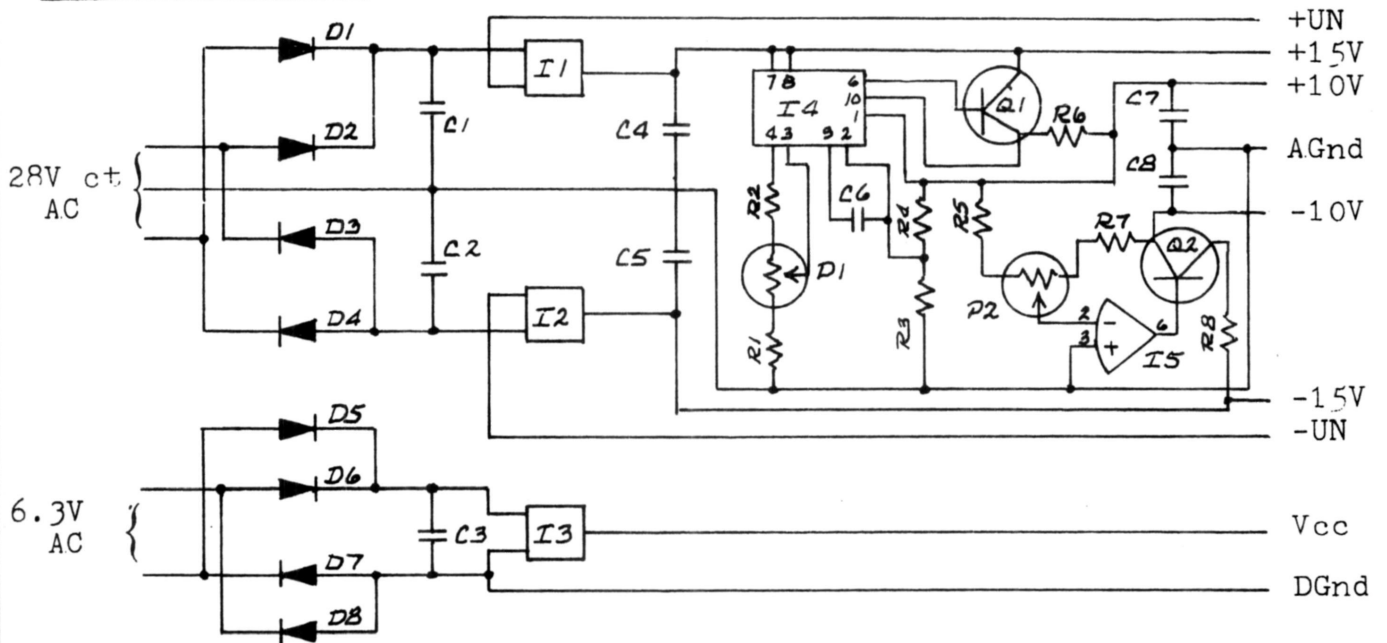 +UN
D1
+15V
I1
7 8
6
+10V
10
Q1
C7
I4
1
R6
C1
C4
4 3
9 2
AGnd
D2
C8
28V ct
AC
R2
C6
R4
R5
-10V
D3
R7
Q2
C2
C5
D1
P2
2
-
6
I2
3
+
R8
D4
R1
R3
I5
-15V
D5
-UN
D6
6.3V
AC
C3
I3
Vcc
D7
DGnd
D8